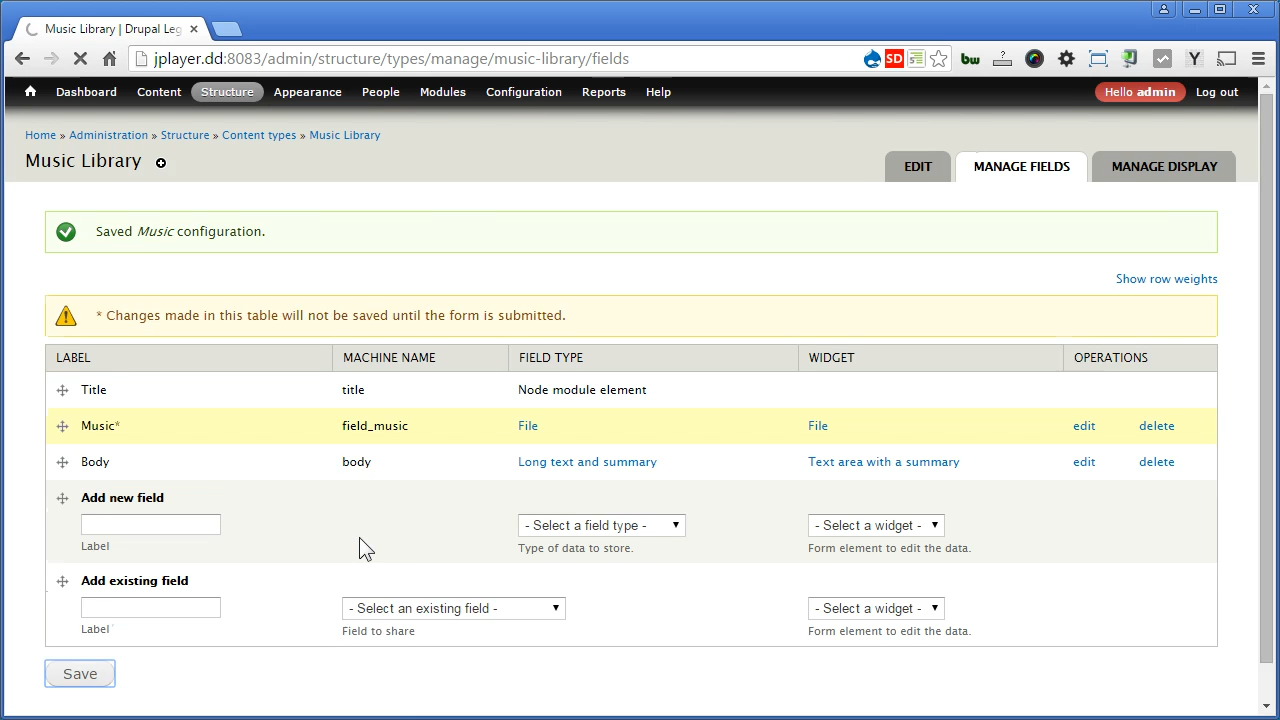 Music Library | Drupal Leg
jplayer.dd:8083/admin/structure/types/manage/music-library/fields
SD
5
bw
Y
Dashboard Content Structure Appearance People Modules Configuration Reports Help Hello admin Log out
Home » Administration » Structure » Content types » Music Library
Music Library
EDIT MANAGE FIELDS MANAGE DISPLAY
Saved Music configuration.
Show row weights
* Changes made in this table will not be saved until the form is submitted.
LABEL MACHINE NAME FIELD TYPE WIDGET OPERATIONS
Title title Node module element
Music* field_music File File edit delete
Body body Long text and summary Text area with a summary edit delete
Add new field
- Select a field type - - Select a widget -
Label Type of data to store. Form element to edit the data.
Add existing field
- Select an existing field - - Select a widget -
Label Field to share Form element to edit the data.
Save